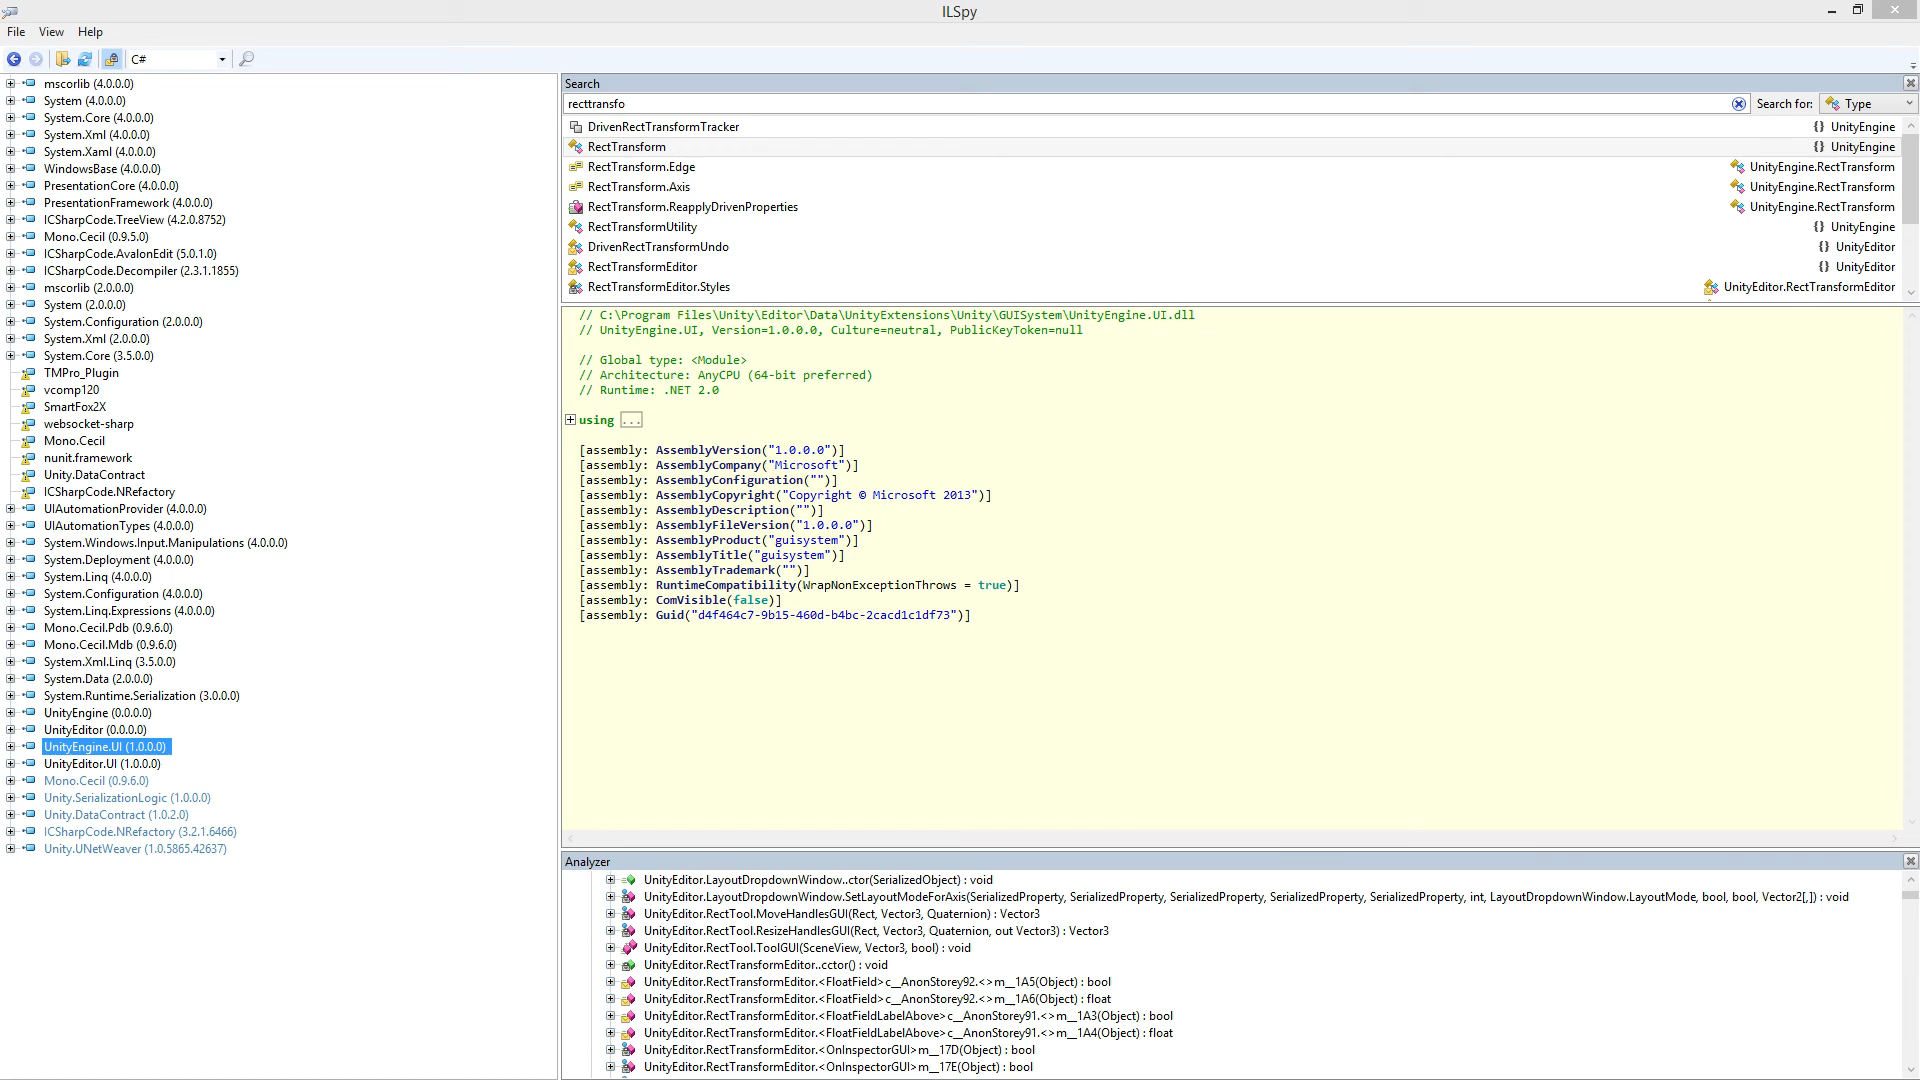 ILSpy
File View Help
C#
mscorlib (4.0.0.0)
System (4.0.0.0)
System.Core (4.0.0.0)
System.Xml (4.0.0.0)
System.Xaml (4.0.0.0)
WindowsBase (4.0.0.0)
PresentationCore (4.0.0.0)
PresentationFramework (4.0.0.0)
ICSharpCode.TreeView (4.2.0.8752)
Mono.Cecil (0.9.5.0)
ICSharpCode.AvalonEdit (5.0.1.0)
ICSharpCode.Decompiler (2.3.1.1855)
mscorlib (2.0.0.0)
System (2.0.0.0)
System.Configuration (2.0.0.0)
System.Xml (2.0.0.0)
System.Core (3.5.0.0)
TMPro_Plugin
vcomp120
SmartFox2X
websocket-sharp
Mono.Cecil
nunit.framework
Unity.DataContract
ICSharpCode.NRefactory
UIAutomationProvider (4.0.0.0)
UIAutomationTypes (4.0.0.0)
System.Windows.Input.Manipulations (4.0.0.0)
System.Deployment (4.0.0.0)
System.Linq (4.0.0.0)
System.Configuration (4.0.0.0)
System.Linq.Expressions (4.0.0.0)
Mono.Cecil.Pdb (0.9.6.0)
Mono.Cecil.Mdb (0.9.6.0)
System.Xml.Linq (3.5.0.0)
System.Data (2.0.0.0)
System.Runtime.Serialization (3.0.0.0)
UnityEngine (0.0.0.0)
UnityEditor (0.0.0.0)
UnityEngine.UI (1.0.0.0)
UnityEditor.UI (1.0.0.0)
Mono.Cecil (0.9.6.0)
Unity.SerializationLogic (1.0.0.0)
Unity.DataContract (1.0.2.0)
ICSharpCode.NRefactory (3.2.1.6466)
Unity.UNetWeaver (1.0.5865.42637)
Search
recttransfo Search for: Type
DrivenRectTransformTracker {} UnityEngine
RectTransform {} UnityEngine
RectTransform.Edge UnityEngine.RectTransform
RectTransform.Axis UnityEngine.RectTransform
RectTransform.ReapplyDrivenProperties UnityEngine.RectTransform
RectTransformUtility {} UnityEngine
DrivenRectTransformUndo {} UnityEditor
RectTransformEditor {} UnityEditor
RectTransformEditor.Styles UnityEditor.RectTransformEditor
// C:\Program Files\Unity\Editor\Data\UnityExtensions\Unity\GUISystem\UnityEngine.UI.dll
// UnityEngine.UI, Version=1.0.0.0, Culture=neutral, PublicKeyToken=null
// Global type: <Module>
// Architecture: AnyCPU (64-bit preferred)
// Runtime: .NET 2.0
using ...
[assembly: AssemblyVersion("1.0.0.0")]
[assembly: AssemblyCompany("Microsoft")]
[assembly: AssemblyConfiguration("")]
[assembly: AssemblyCopyright("Copyright © Microsoft 2013")]
[assembly: AssemblyDescription("")]
[assembly: AssemblyFileVersion("1.0.0.0")]
[assembly: AssemblyProduct("guisystem")]
[assembly: AssemblyTitle("guisystem")]
[assembly: AssemblyTrademark("")]
[assembly: RuntimeCompatibility(WrapNonExceptionThrows = true)]
[assembly: ComVisible(false)]
[assembly: Guid("d4f464c7-9b15-460d-b4bc-2cacd1c1df73")]
Analyzer
UnityEditor.LayoutDropdownWindow..ctor(SerializedObject) : void
UnityEditor.LayoutDropdownWindow.SetLayoutModeForAxis(SerializedProperty, SerializedProperty, SerializedProperty, SerializedProperty, SerializedProperty, int, LayoutDropdownWindow.LayoutMode, bool, bool, Vector2[,]) : void
UnityEditor.RectTool.MoveHandlesGUI(Rect, Vector3, Quaternion) : Vector3
UnityEditor.RectTool.ResizeHandlesGUI(Rect, Vector3, Quaternion, out Vector3) : Vector3
UnityEditor.RectTool.ToolGUI(SceneView, Vector3, bool) : void
UnityEditor.RectTransformEditor..cctor() : void
UnityEditor.RectTransformEditor.<FloatField>c__AnonStorey92.<>m__1A5(Object) : bool
UnityEditor.RectTransformEditor.<FloatField>c__AnonStorey92.<>m__1A6(Object) : float
UnityEditor.RectTransformEditor.<FloatFieldLabelAbove>c__AnonStorey91.<>m__1A3(Object) : bool
UnityEditor.RectTransformEditor.<FloatFieldLabelAbove>c__AnonStorey91.<>m__1A4(Object) : float
UnityEditor.RectTransformEditor.<OnInspectorGUI>m__17D(Object) : bool
UnityEditor.RectTransformEditor.<OnInspectorGUI>m__17E(Object) : bool